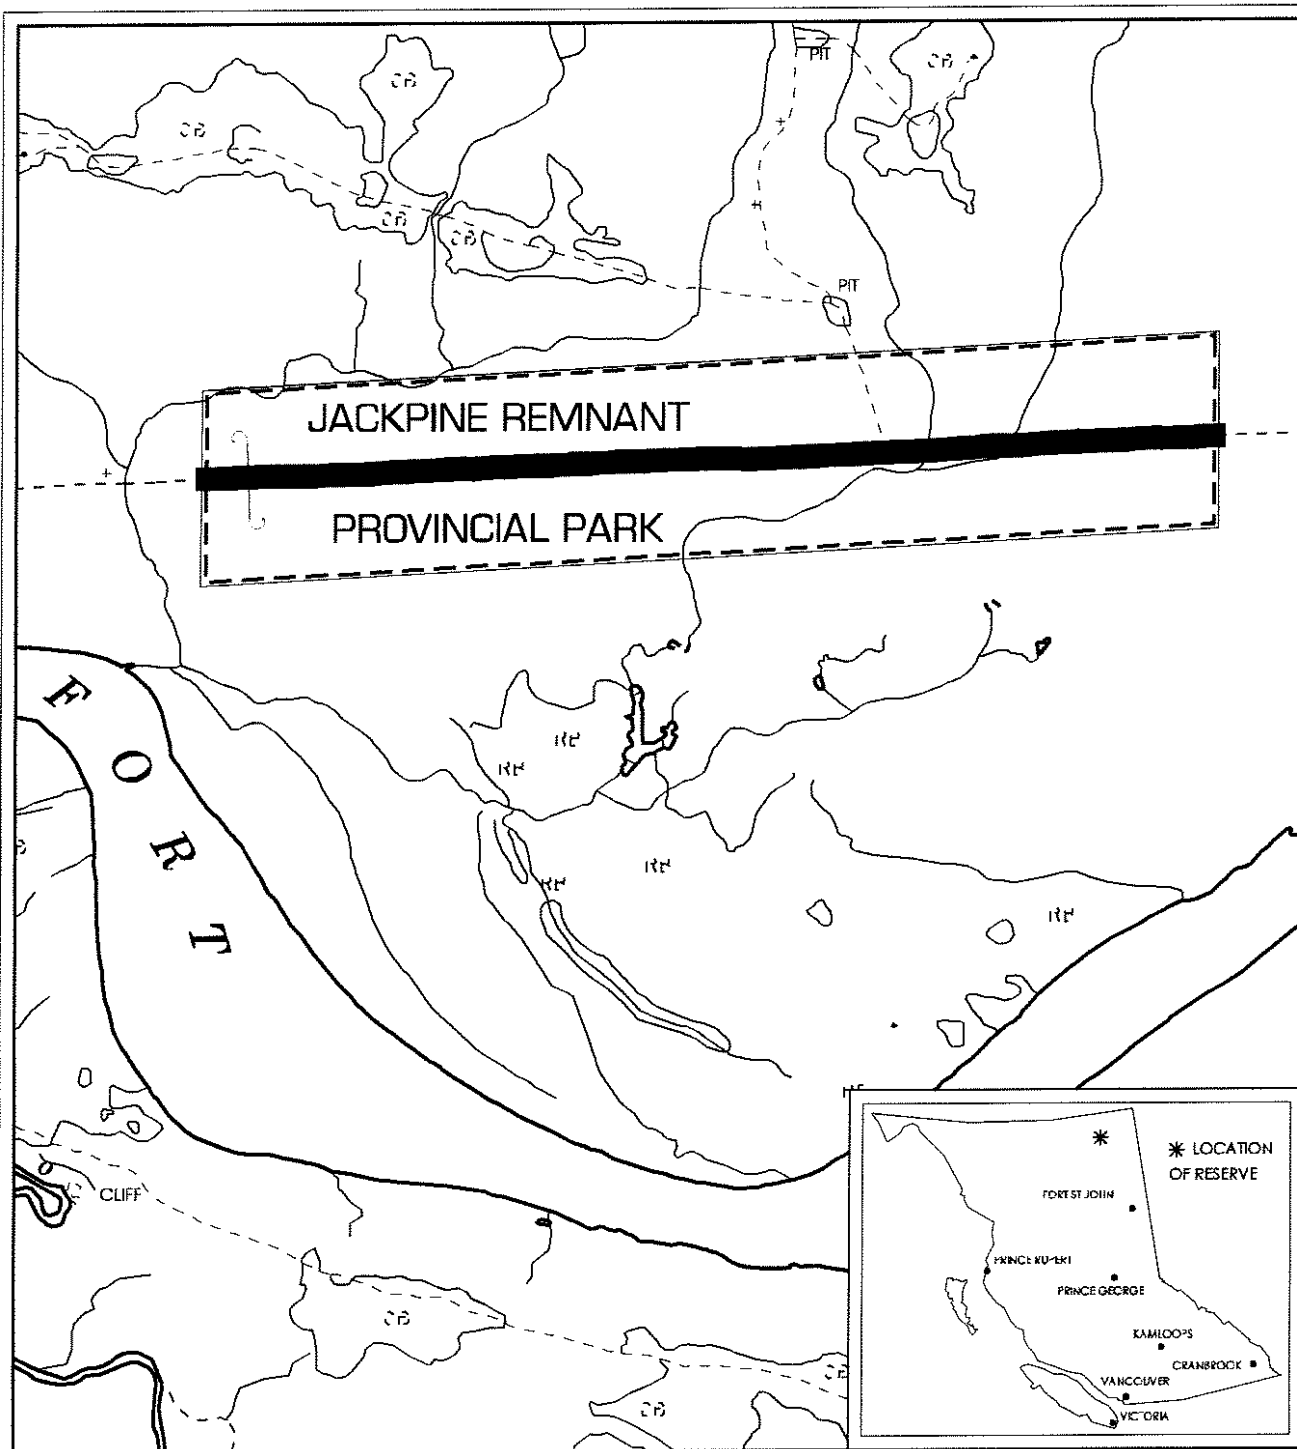 PIT
PIT
JACKPINE REMNANT
PROVINCIAL PARK
FORT
CLIFF
✳ LOCATION
OF RESERVE
FORT ST JOHN
PRINCE RUPERT
PRINCE GEORGE
KAMLOOPS
CRANBROOK
VANCOUVER
VICTORIA